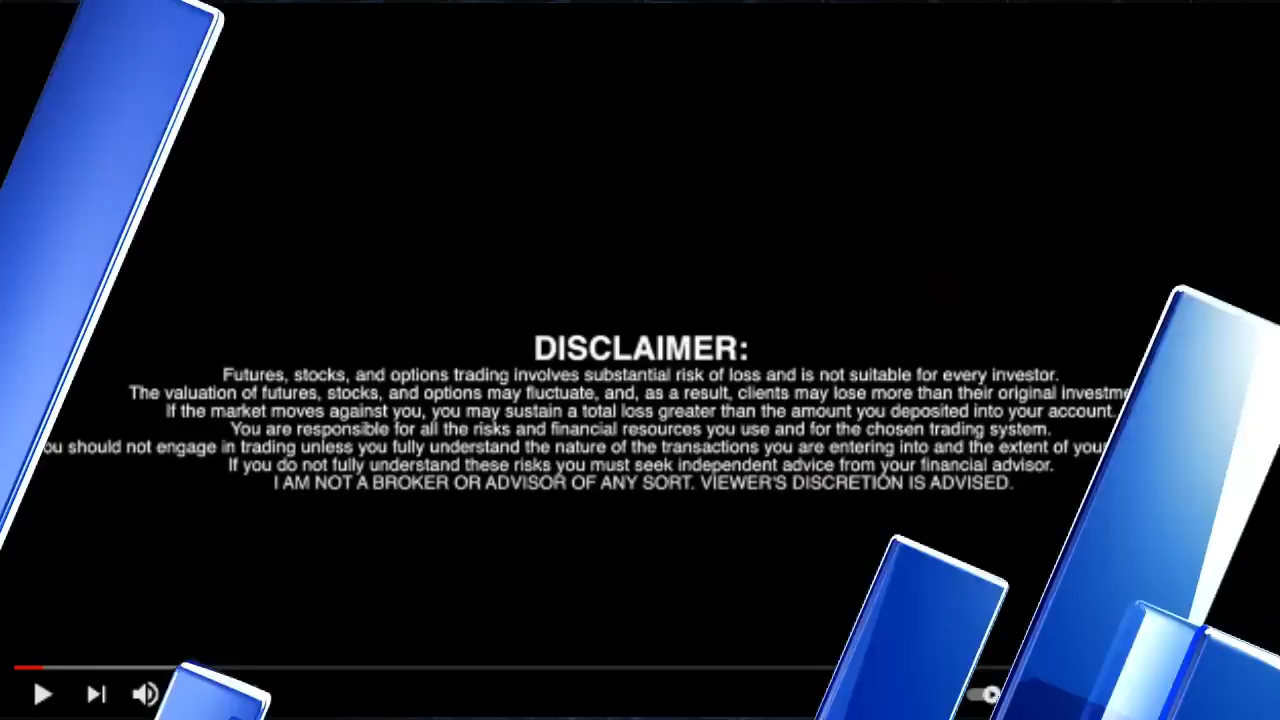 DISCLAIMER:
Futures, stocks, and options trading involves substantial risk of loss and is not suitable for every investor.
The valuation of futures, stocks, and options may fluctuate, and, as a result, clients may lose more than their original
If the market moves against you, you may sustain a total loss greater than the amount you deposited into your account.
You are responsible for all the risks and financial resources you use and for the chosen trading system.
should not engage in trading unless you fully understand the nature of the transactions you are entering into and the extent of
If you do not fully understand these risks you must seek independent advice from your financial advisor.
I AM NOT A BROKER OR ADVISOR OF ANY SORT. VIEWER'S DISCRETION IS ADVISED.